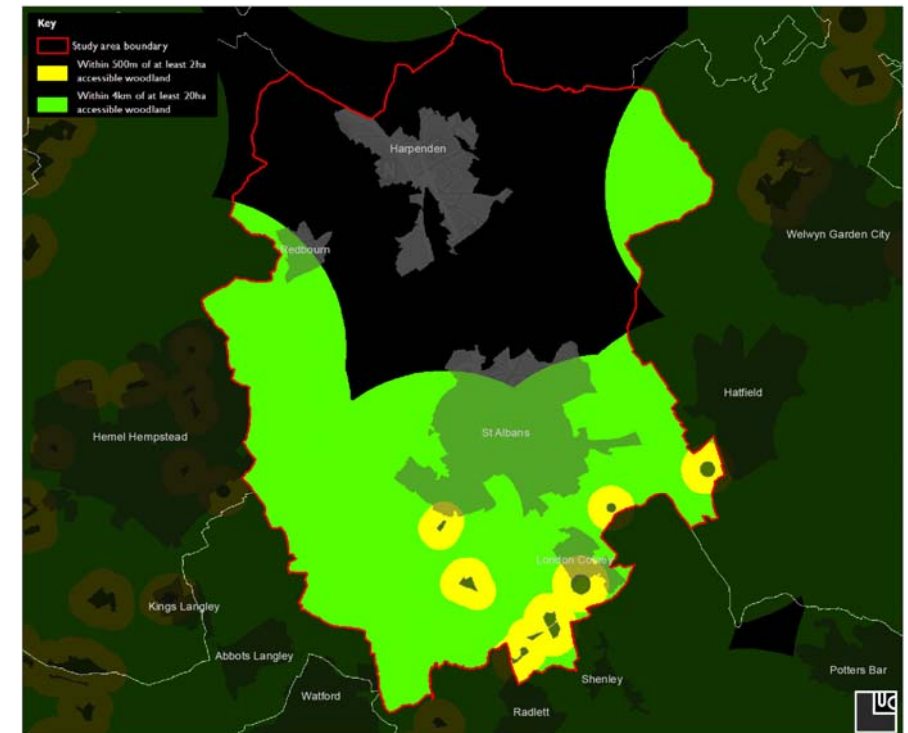 Key
Study area boundary
Within 500m of at least 2ha
accessible woodland
Within 4km of at least 20ha
accessible woodland
Harpenden
Redbourn
Welwyn Garden City
Hatfield
St Albans
Hemel Hempstead
London Colney
Kings Langley
Abbots Langley
Watford
Radlett
Shenley
Potters Bar
LUC